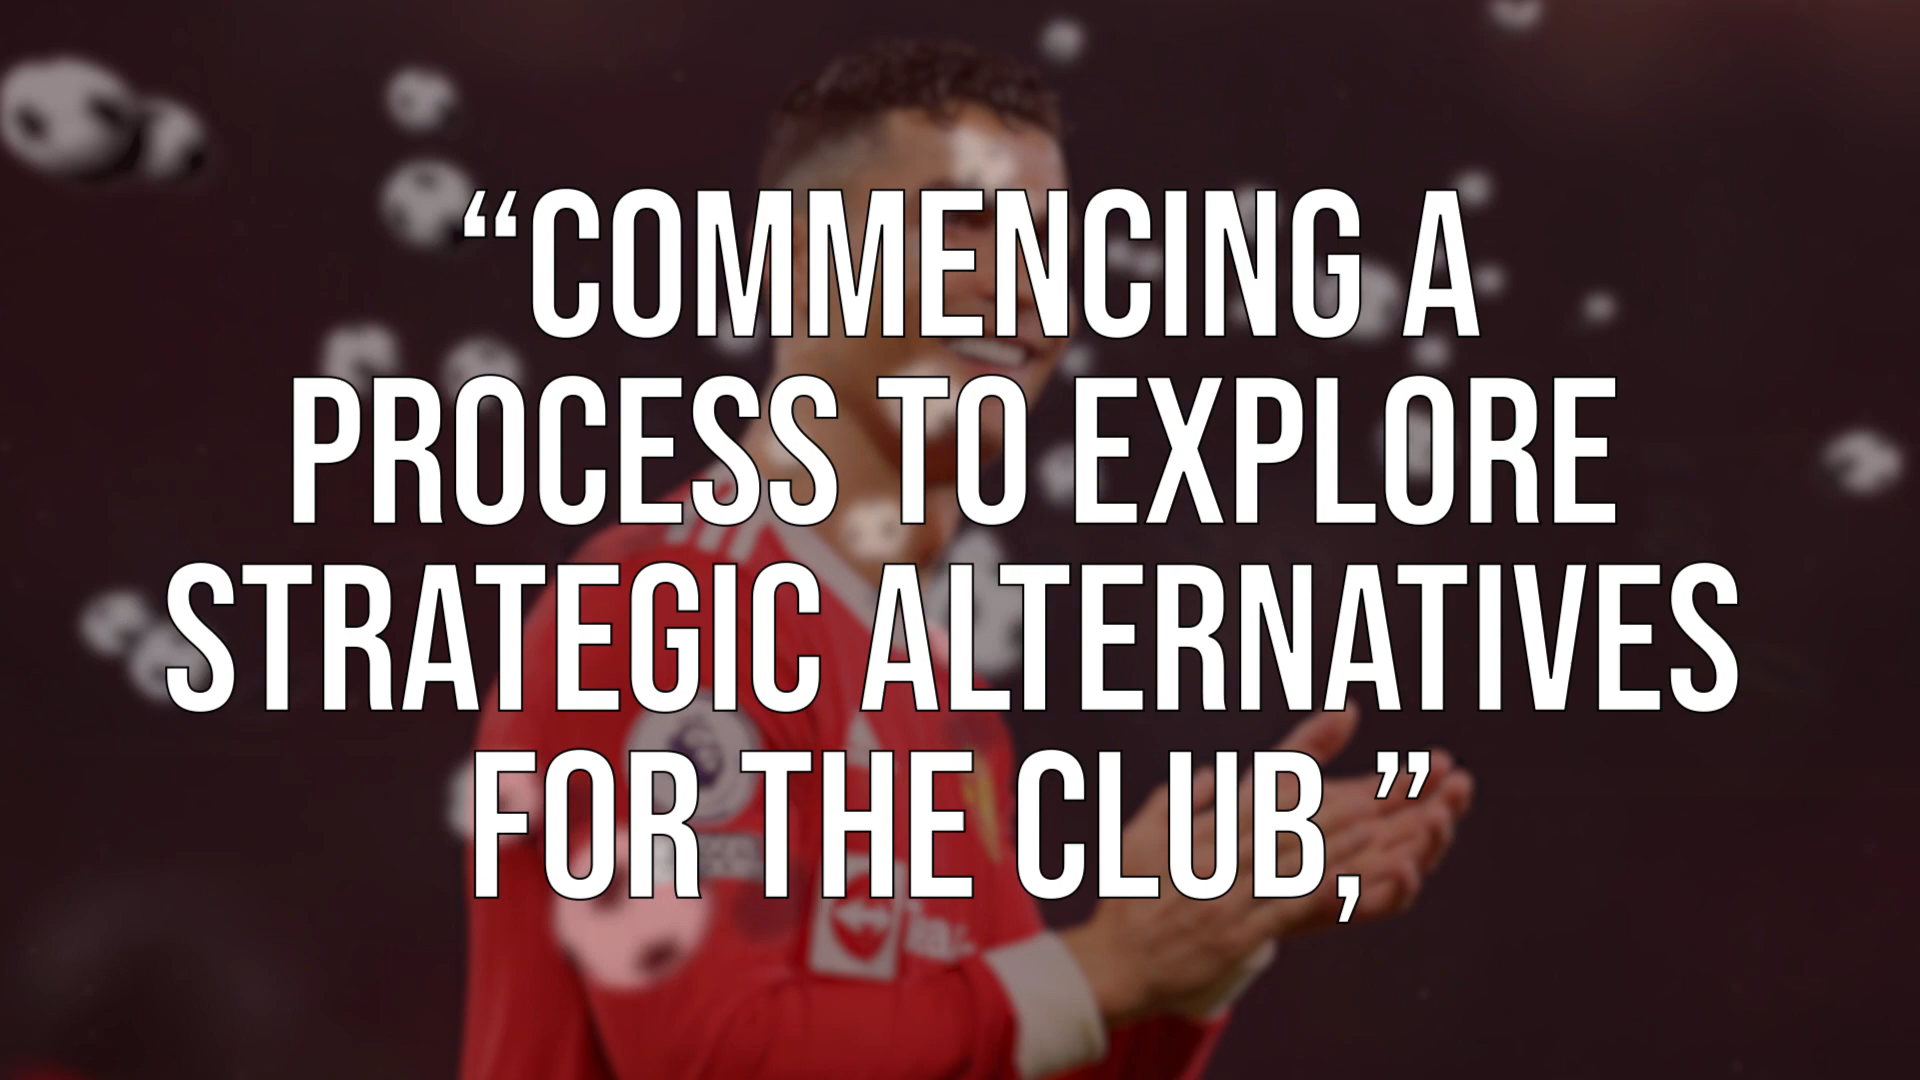 “COMMENCING A
PROCESS TO EXPLORE
STRATEGIC ALTERNATIVES
FOR THE CLUB,”